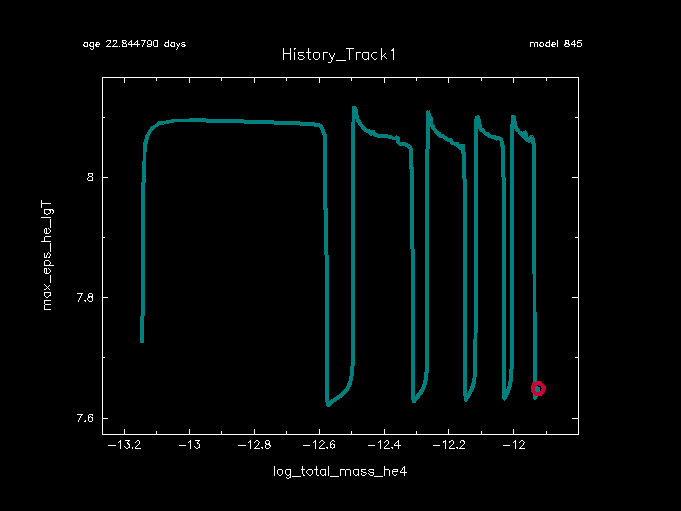 age 22.844790 days
model 845
History_Track1
max_eps_he_lgT
8
7.8
7.6
−13.2 −13 −12.8 −12.6 −12.4 −12.2 −12
log_total_mass_he4